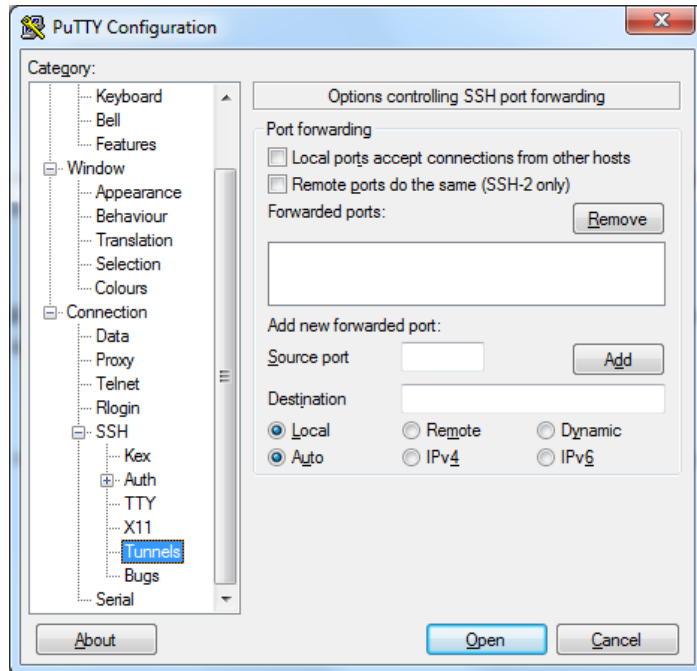 PuTTY Configuration
Category:
Keyboard
Bell
Features
Window
Appearance
Behaviour
Translation
Selection
Colours
Connection
Data
Proxy
Telnet
Rlogin
SSH
Kex
Auth
TTY
X11
Tunnels
Bugs
Serial
Options controlling SSH port forwarding
Port forwarding
Local ports accept connections from other hosts
Remote ports do the same (SSH-2 only)
Forwarded ports: Remove
Add new forwarded port:
Source port Add
Destination
Local Remote Dynamic
Auto IPv4 IPv6
About Open Cancel